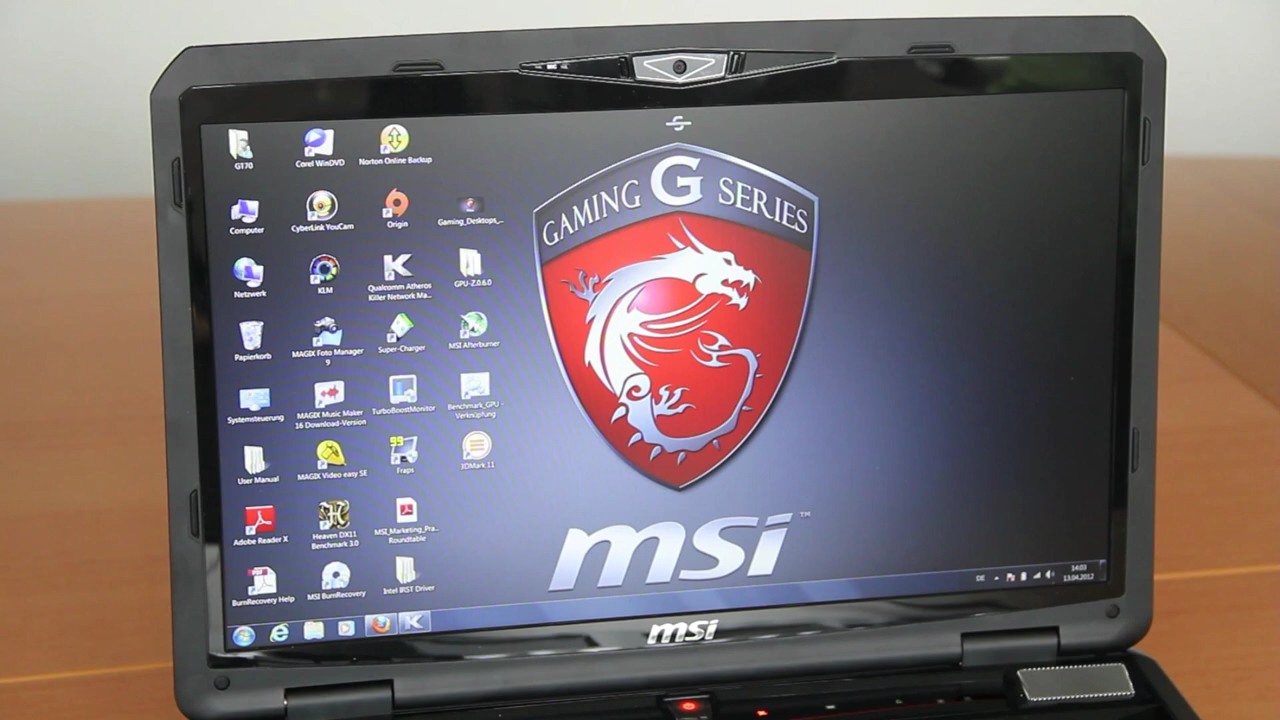 GT70
Corel WinDVD
Norton Online Backup
Computer
CyberLink YouCam
Origin
Gaming_Desktops_...
Netzwerk
KLM
Qualcomm Atheros
Killer Network Ma...
GPU-Z.0.6.0
Papierkorb
MAGIX Foto Manager
9
Super-Charger
MSI Afterburner
Systemsteuerung
MAGIX Music Maker
16 Download-Version
TurboBoostMonitor
Benchmark_GPU -
Verknüpfung
User Manual
MAGIX Video easy SE
99
Fraps
3DMark 11
Adobe Reader X
Heaven DX11
Benchmark 3.0
MSI_Marketing_Pra...
Roundtable
PDF
BurnRecovery Help
MSI BurnRecovery
Intel IRST Driver
GAMING G SERIES
msi™
DE
14:03
13.04.2012
msi